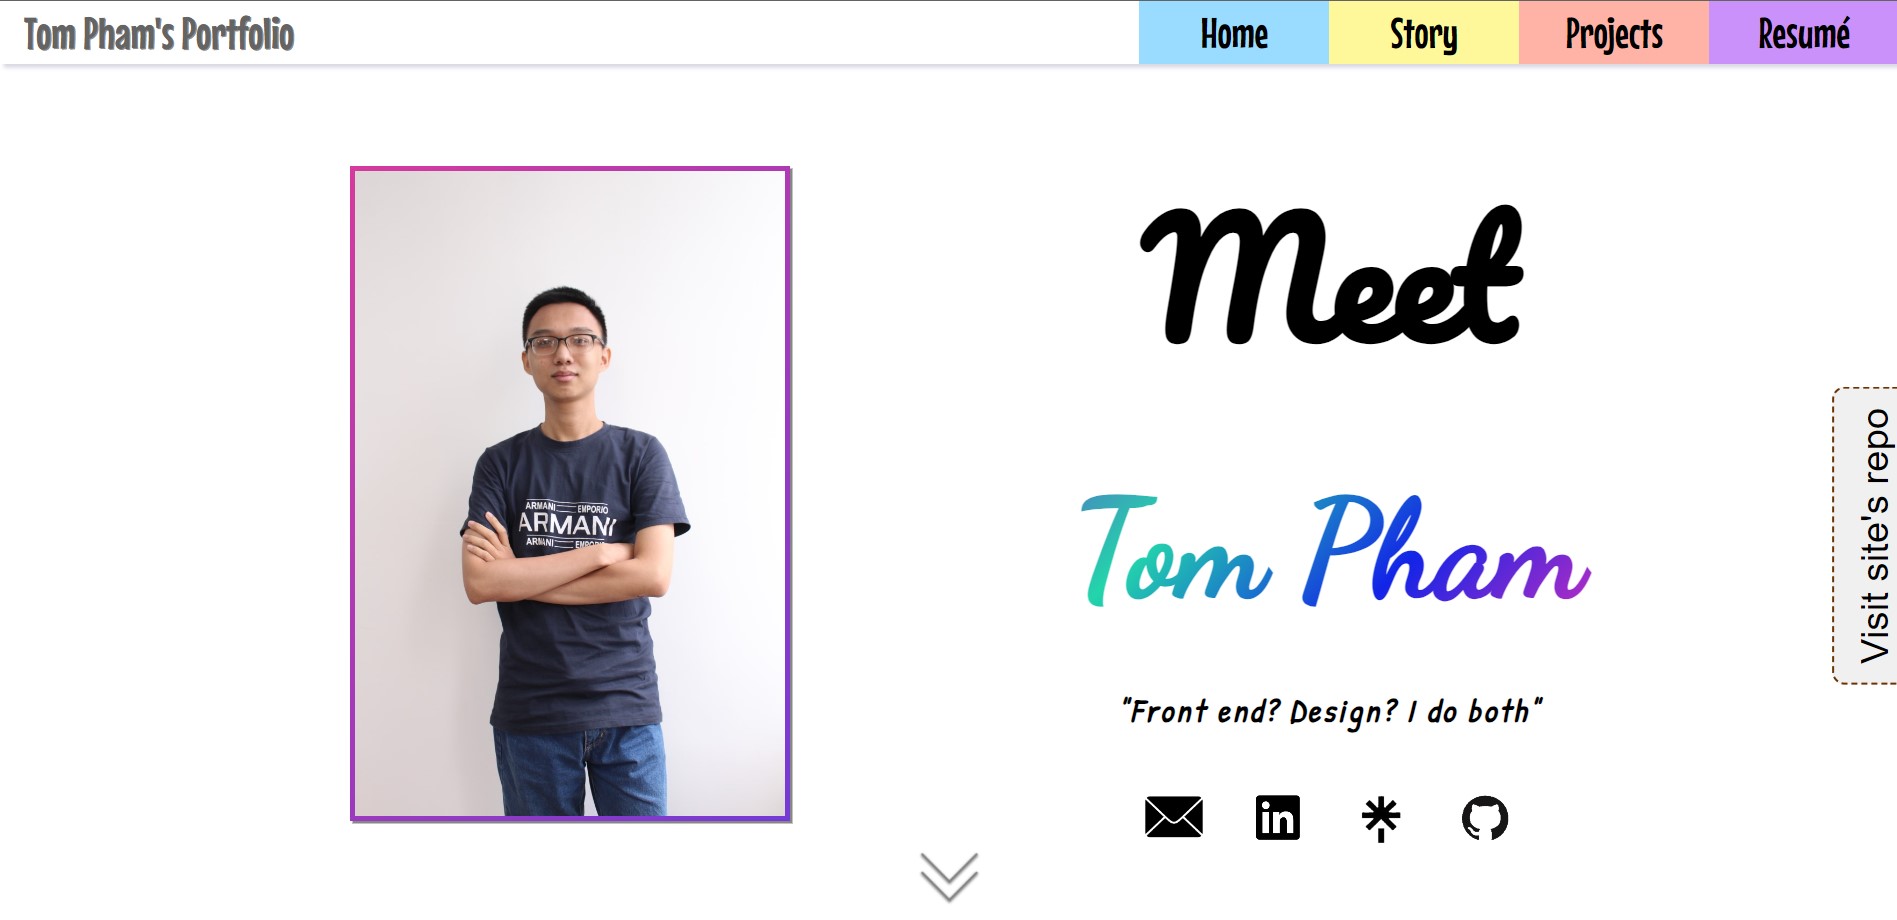 Tom Pham's Portfolio
Home
Story
Projects
Resumé
Meet
Tom Pham
"Front end? Design? I do both"
ARMANI EMPORIO
ARMANI
ARMANI EMPORIO
in
Visit site's repo